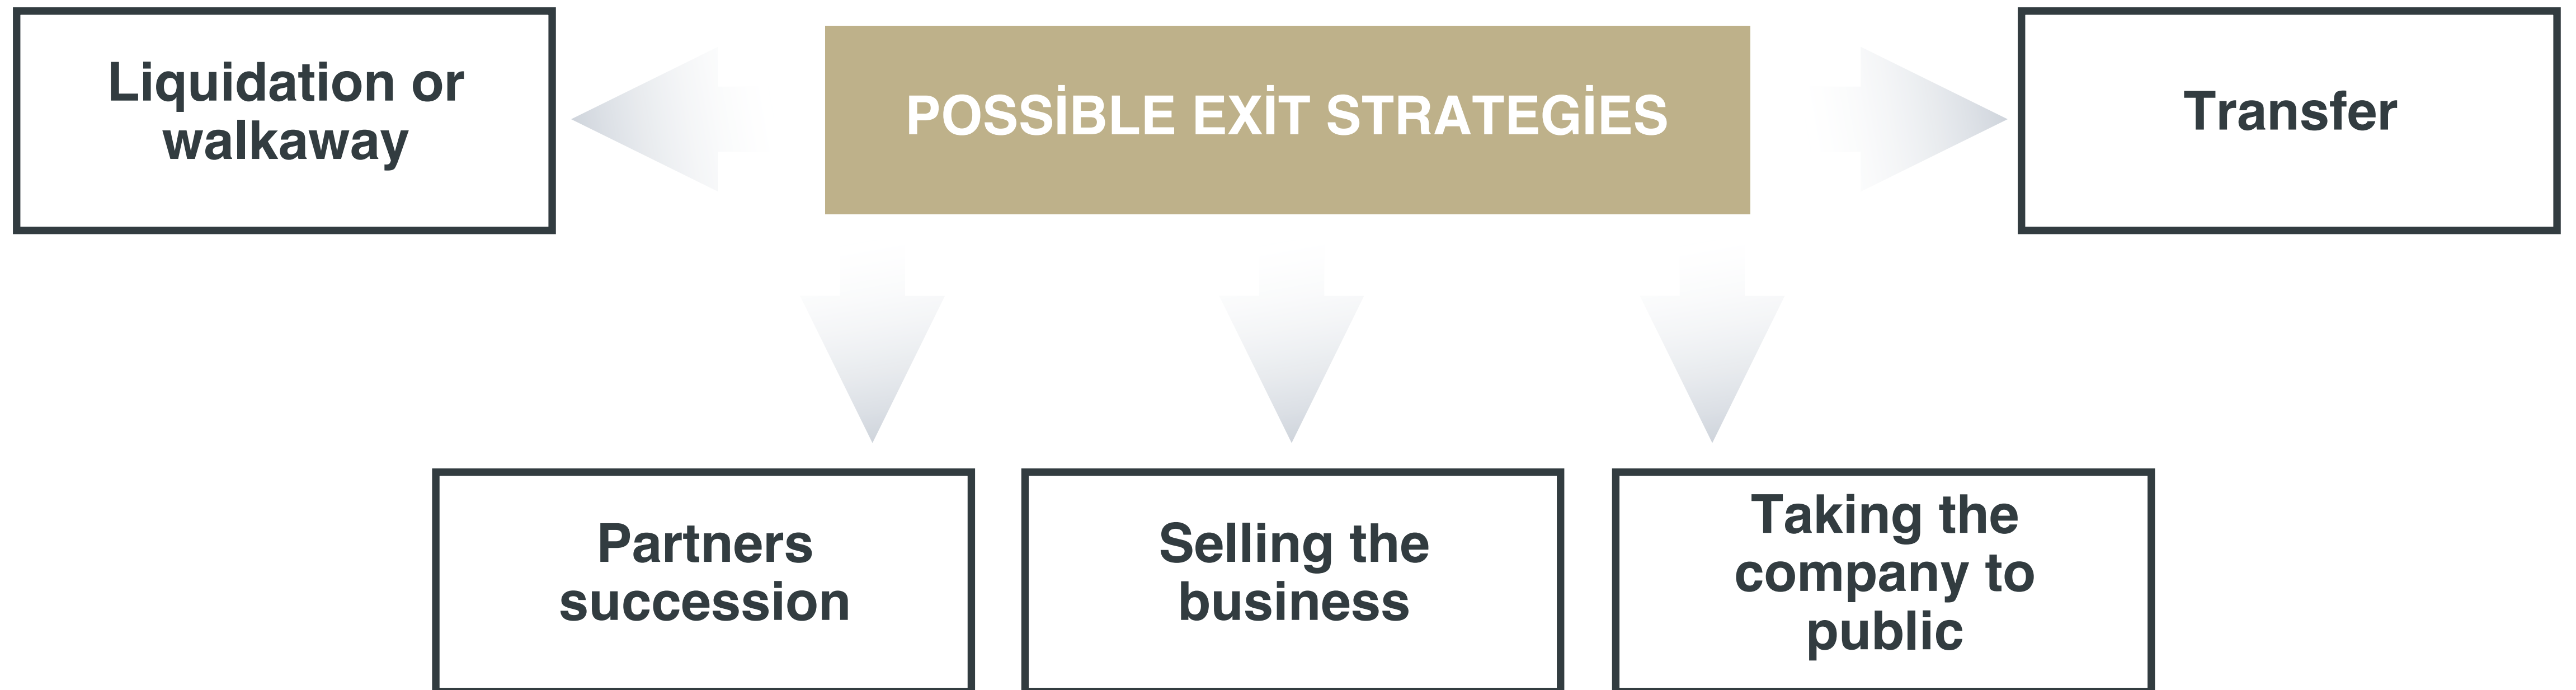 Liquidation or
walkaway
POSSİBLE EXİT STRATEGİES
Transfer
Partners
succession
Selling the
business
Taking the
company to
public